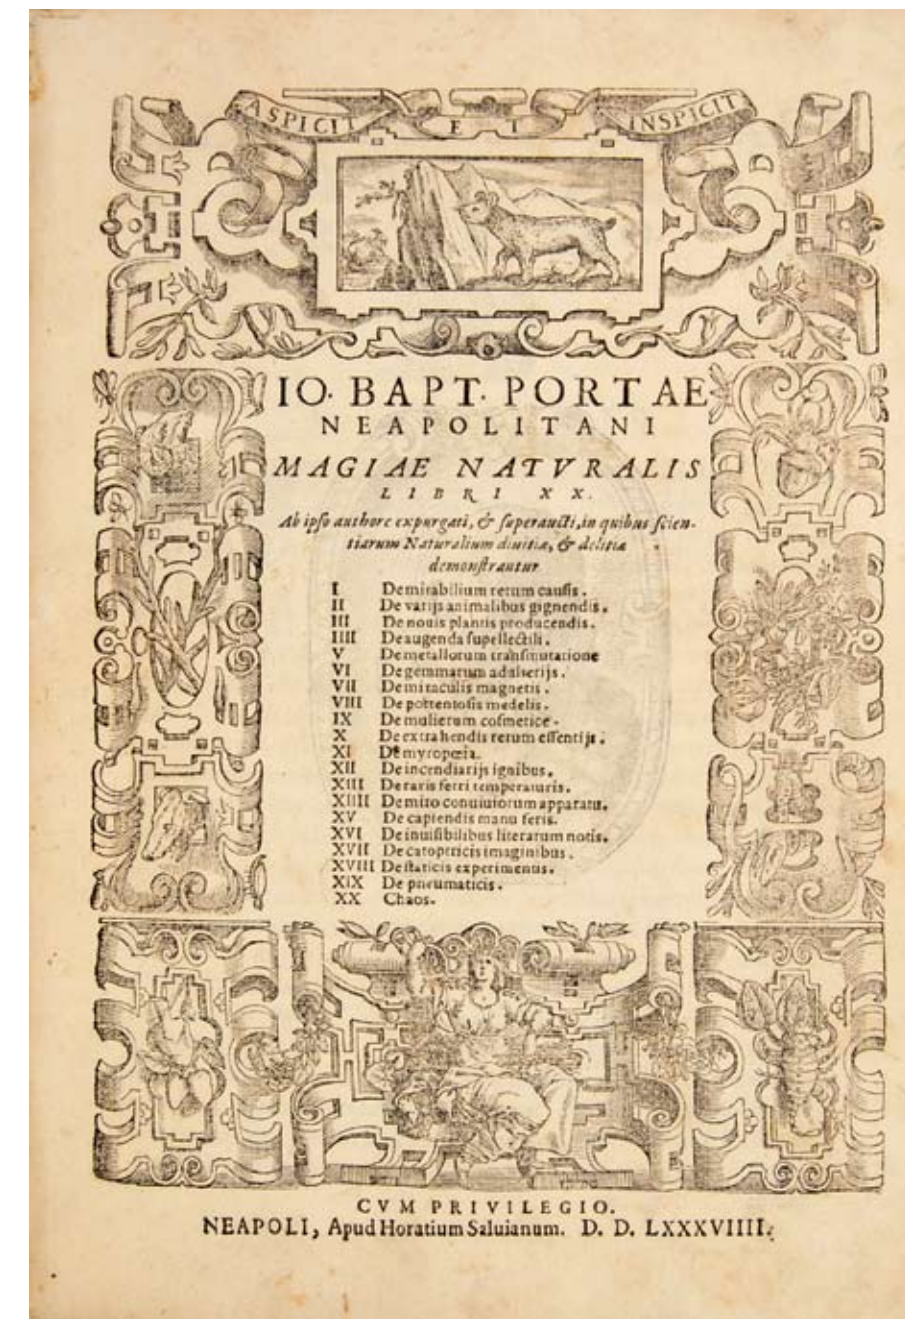 ASPICIT ET INSPICIT
IO. BAPT. PORTAE
NEAPOLITANI
MAGIAE NATVRALIS
LIBRI XX.
Ab ipso authore expurgati, & superaucti, in quibus scien-
tiarum Naturalium diuitiæ, & delitiæ
demonstrantur
I De mirabilium rerum causis.
II De varijs animalibus gignendis.
III De nouis plantis producendis.
IIII De augenda supellectili.
V De metallorum transmutatione
VI De gemmarum adulterijs.
VII De miraculis magnetis.
VIII De portentosis medelis.
IX De mulierum cosmetice.
X De extrahendis rerum essentijs.
XI De myropœia.
XII De incendiarijs ignibus.
XIII De raris ferri temperaturis.
XIIII De miro conuiuiorum apparatu.
XV De capiendis manu feris.
XVI De inuisibilibus literarum notis.
XVII De catoptricis imaginibus.
XVIII De staticis experimentis.
XIX De pneumaticis.
XX Chaos.
CVM PRIVILEGIO.
NEAPOLI, Apud Horatium Saluianum. D. D. LXXXVIIII.